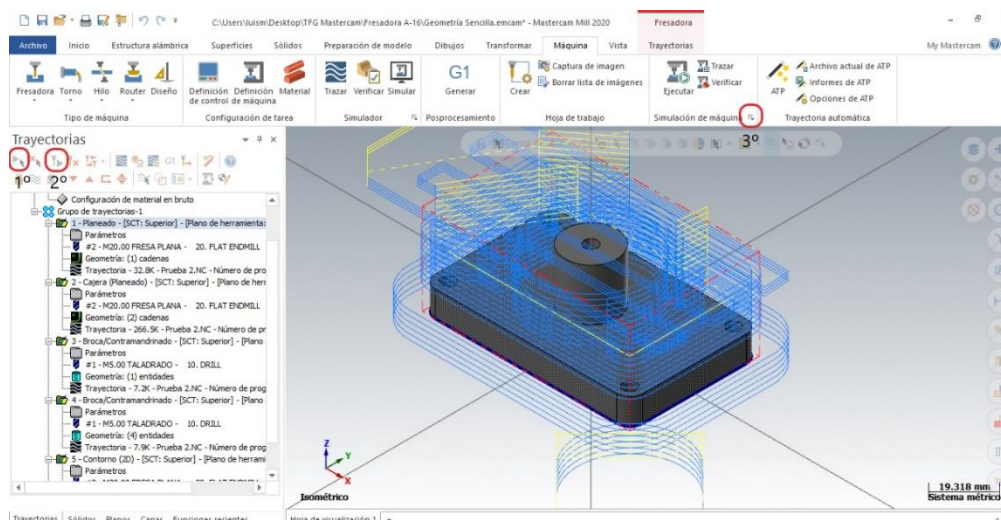 C:\Users\luism\Desktop\TFG Mastercam\Fresadora A-16\Geometría Sencilla.emcam* - Mastercam Mill 2020
Fresadora
Archivo Inicio Estructura alámbrica Superficies Sólidos Preparación de modelo Dibujos Transformar Máquina Vista Trayectorias
My Mastercam
Fresadora Torno Hilo Router Diseño
Tipo de máquina
Definición de control Definición de máquina Material
Configuración de tarea
Trazar Verificar Simular
Simulador
G1
Generar
Posprocesamiento
Crear
Captura de imagen
Borrar lista de imágenes
Hoja de trabajo
Ejecutar
Trazar
Verificar
Simulación de máquina
ATP
Archivo actual de ATP
Informes de ATP
Opciones de ATP
Trayectoria automática
3º
Trayectorias
G1
1º 2º
Configuración de material en bruto
Grupo de trayectorias-1
1 - Planeado - [SCT: Superior] - [Plano de herramienta:
Parámetros
#2 - M20.00 FRESA PLANA - 20. FLAT ENDMILL
Geometría: (1) cadenas
Trayectoria - 32.8K - Prueba 2.NC - Número de pro
2 - Cajera (Planeado) - [SCT: Superior] - [Plano de herr
Parámetros
#2 - M20.00 FRESA PLANA - 20. FLAT ENDMILL
Geometría: (2) cadenas
Trayectoria - 266.5K - Prueba 2.NC - Número de pr
3 - Broca/Contramandrinado - [SCT: Superior] - [Plano
Parámetros
#1 - M5.00 TALADRADO - 10. DRILL
Geometría: (1) entidades
Trayectoria - 7.2K - Prueba 2.NC - Número de prog
4 - Broca/Contramandrinado - [SCT: Superior] - [Plano
Parámetros
#1 - M5.00 TALADRADO - 10. DRILL
Geometría: (4) entidades
Trayectoria - 7.9K - Prueba 2.NC - Número de prog
5 - Contorno (2D) - [SCT: Superior] - [Plano de herrami
Parámetros
Z
Y
X
Isométrico
19.318 mm
Sistema métrico
Trayectorias Sólidos Planos Capas Funciones recientes
Hoja de visualización 1